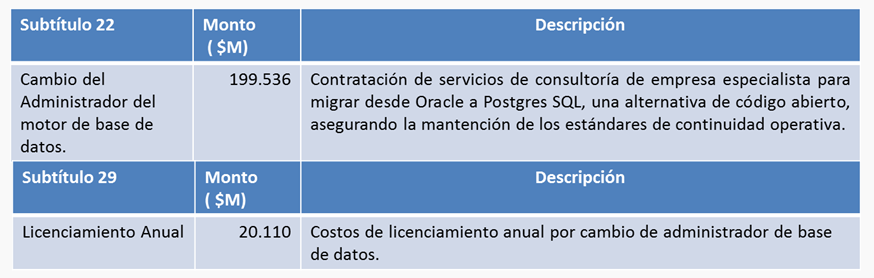 Subtítulo 22 Monto Descripción
( $M)
Cambio del 199.536 Contratación de servicios de consultoría de empresa especialista para
Administrador del migrar desde Oracle a Postgres SQL, una alternativa de código abierto,
motor de base de asegurando la mantención de los estándares de continuidad operativa.
datos.
Subtítulo 29 Monto Descripción
( $M)
Licenciamiento Anual 20.110 Costos de licenciamiento anual por cambio de administrador de base
de datos.